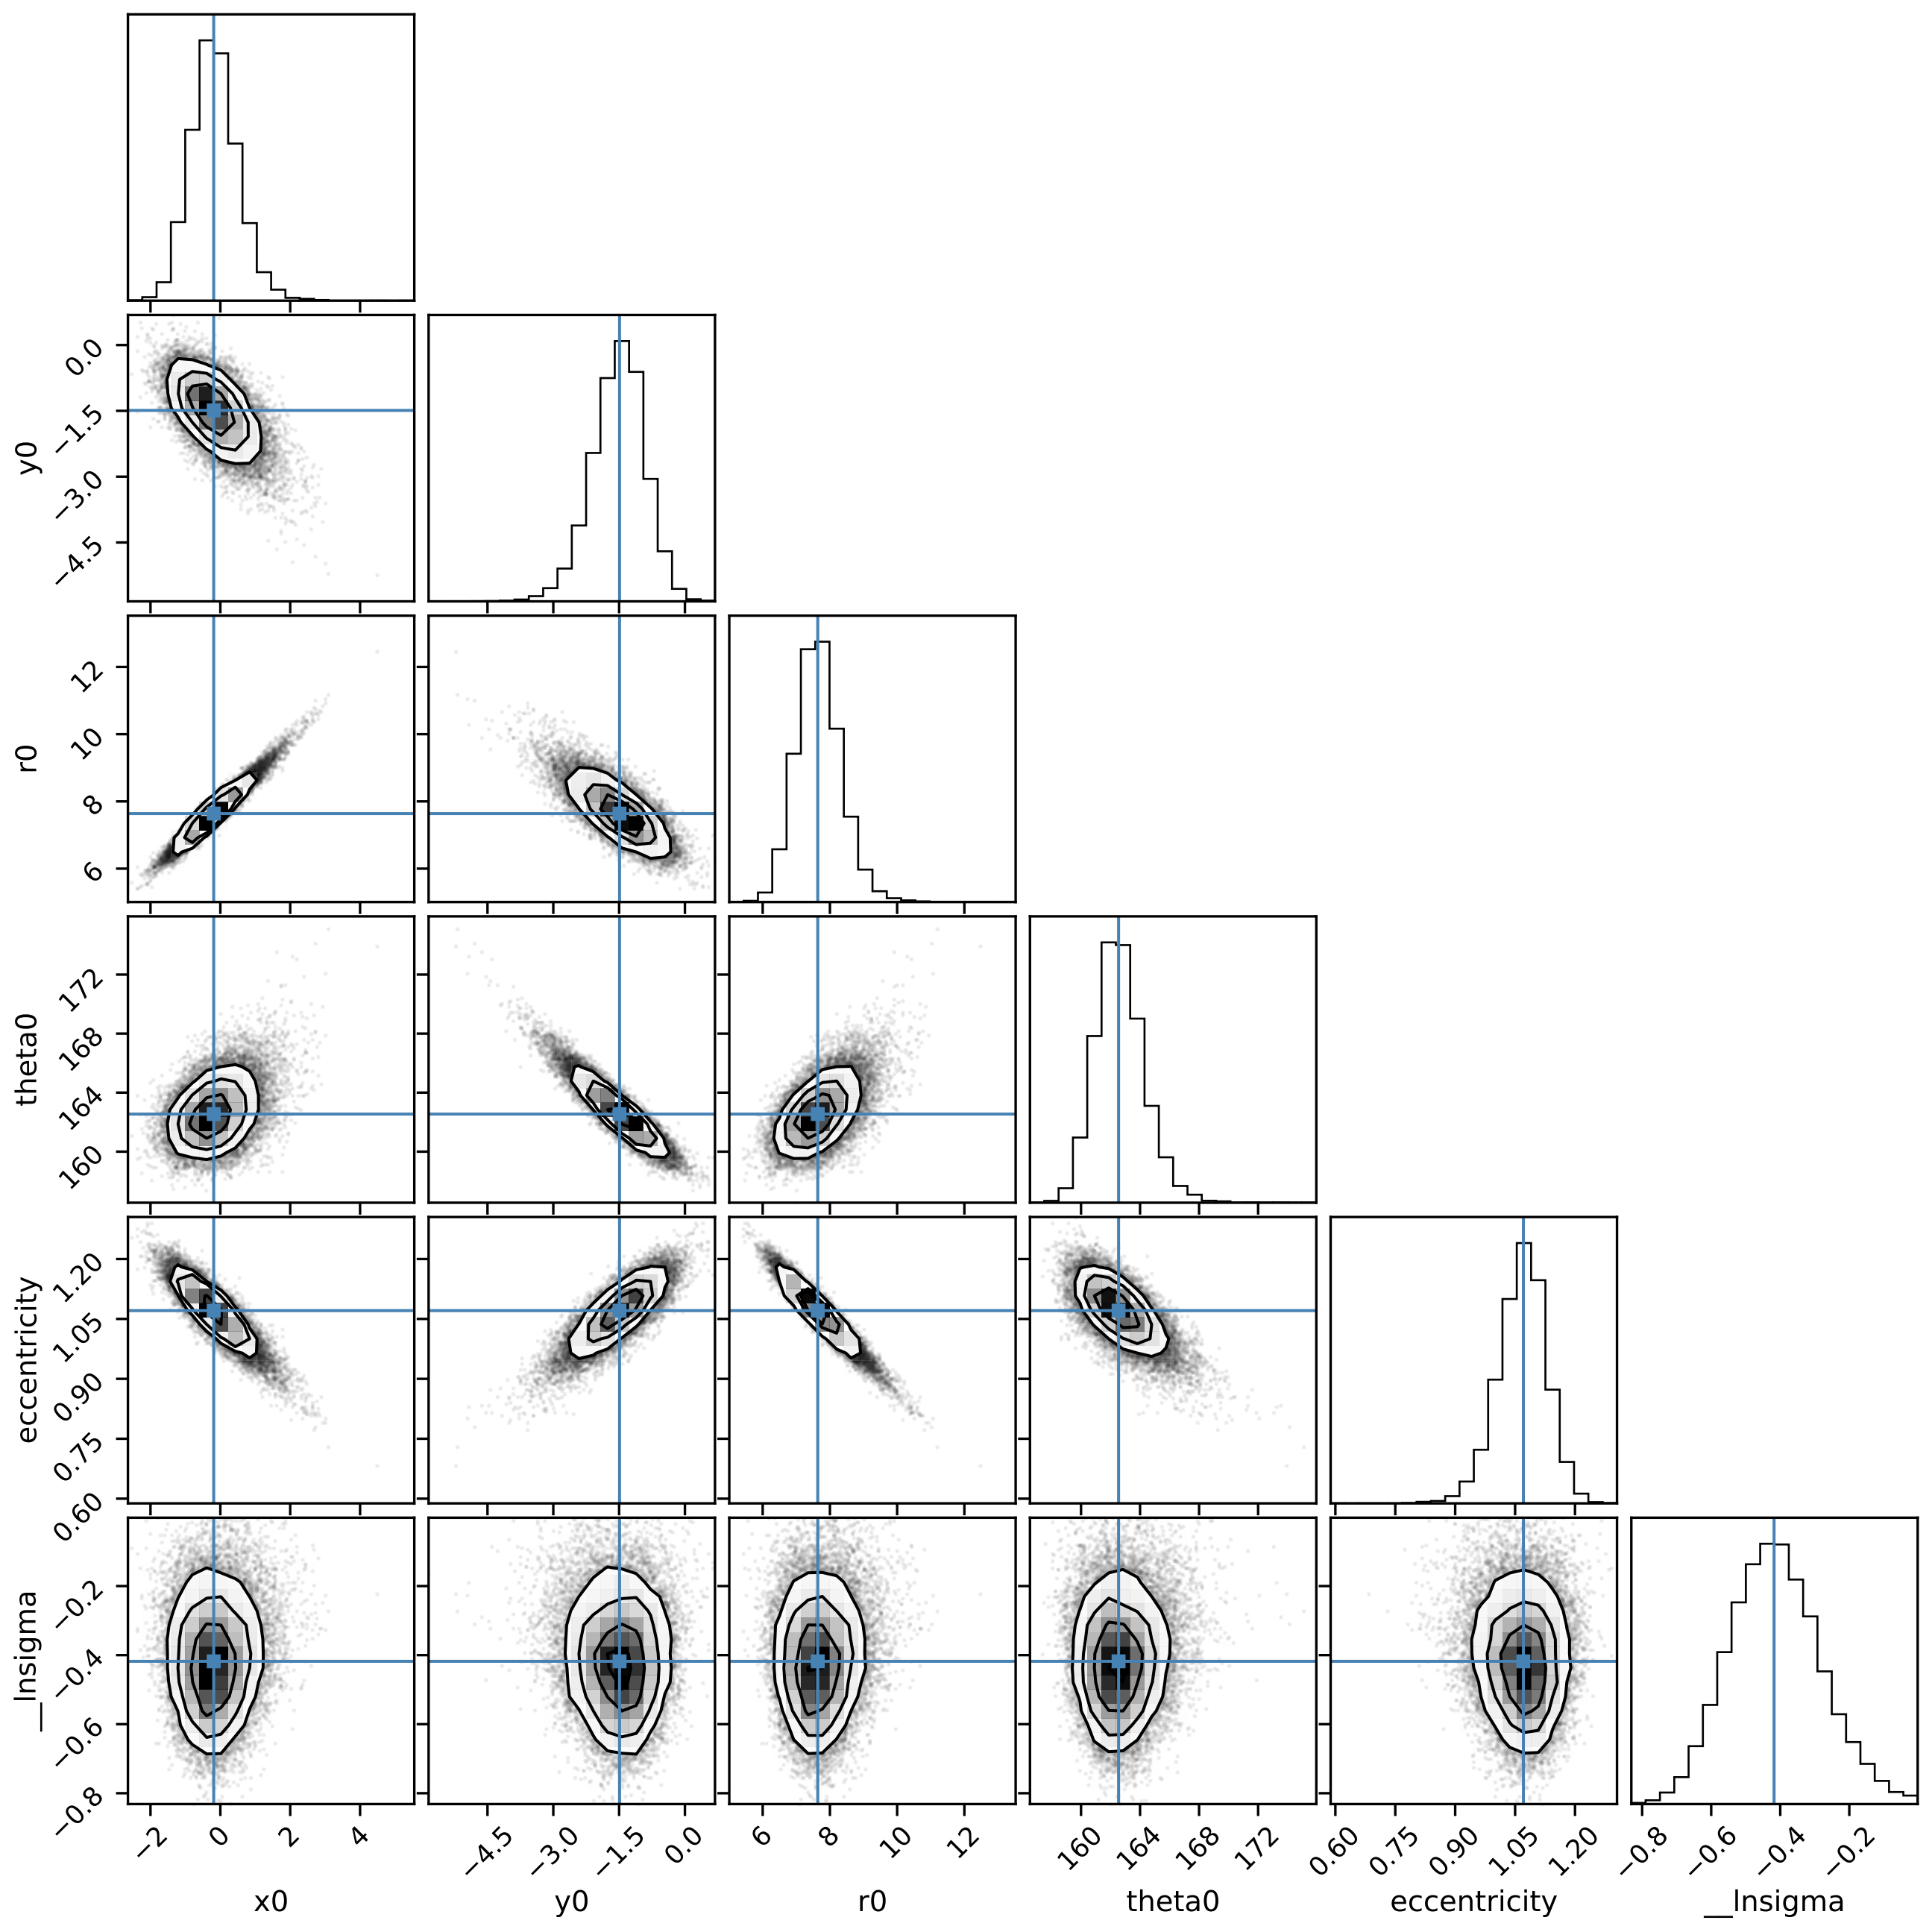 0.0
−1.5
−3.0
−4.5
y0
12
10
8
6
r0
172
168
164
160
theta0
1.20
1.05
0.90
0.75
0.60
eccentricity
−0.2
−0.4
−0.6
−0.8
__lnsigma
−2 0 2 4
−4.5 −3.0 −1.5 0.0
6 8 10 12
160 164 168 172
0.60 0.75 0.90 1.05 1.20
−0.8 −0.6 −0.4 −0.2
x0 y0 r0 theta0 eccentricity __lnsigma